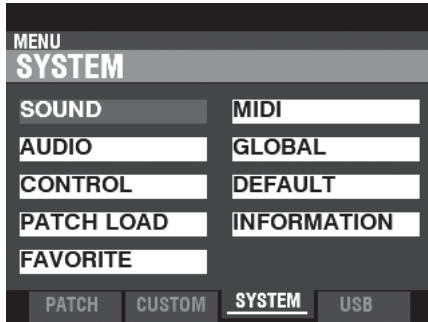 MENU
SYSTEM
SOUND MIDI
AUDIO GLOBAL
CONTROL DEFAULT
PATCH LOAD INFORMATION
FAVORITE
PATCH CUSTOM SYSTEM USB